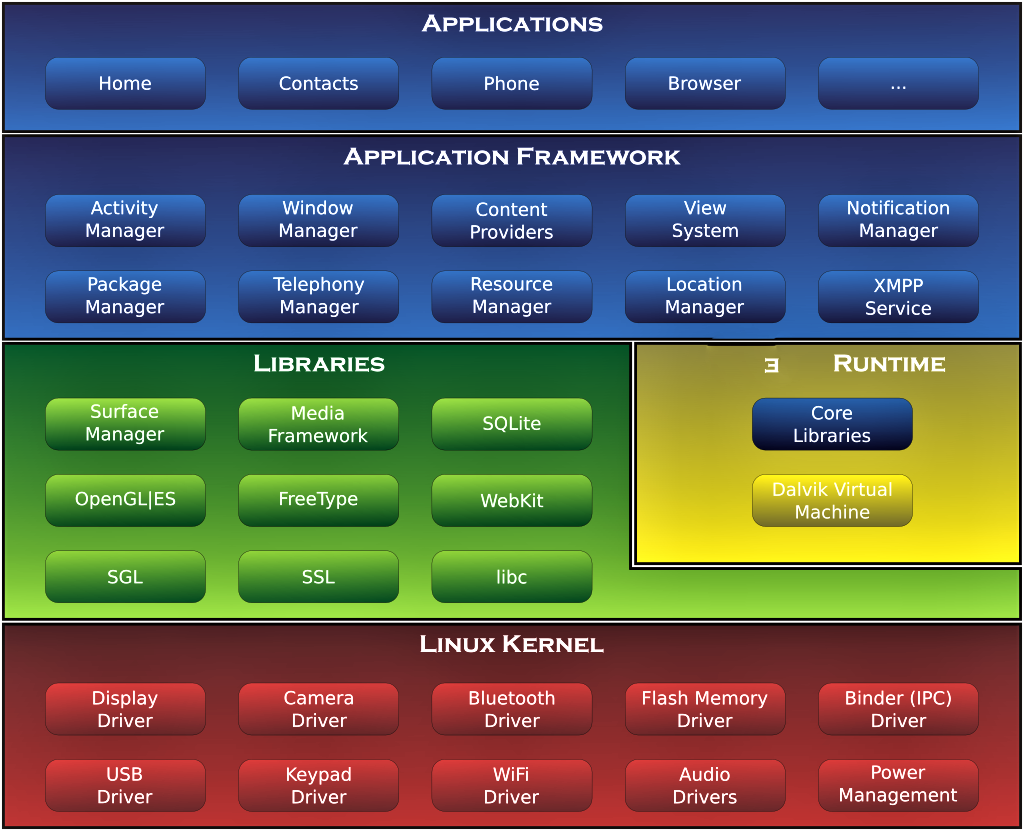 APPLICATIONS
Home
Contacts
Phone
Browser
...
APPLICATION FRAMEWORK
Activity
Manager
Window
Manager
Content
Providers
View
System
Notification
Manager
Package
Manager
Telephony
Manager
Resource
Manager
Location
Manager
XMPP
Service
LIBRARIES
Surface
Manager
Media
Framework
SQLite
OpenGL|ES
FreeType
WebKit
SGL
SSL
libc
RUNTIME
Core
Libraries
Dalvik Virtual
Machine
LINUX KERNEL
Display
Driver
Camera
Driver
Bluetooth
Driver
Flash Memory
Driver
Binder (IPC)
Driver
USB
Driver
Keypad
Driver
WiFi
Driver
Audio
Drivers
Power
Management